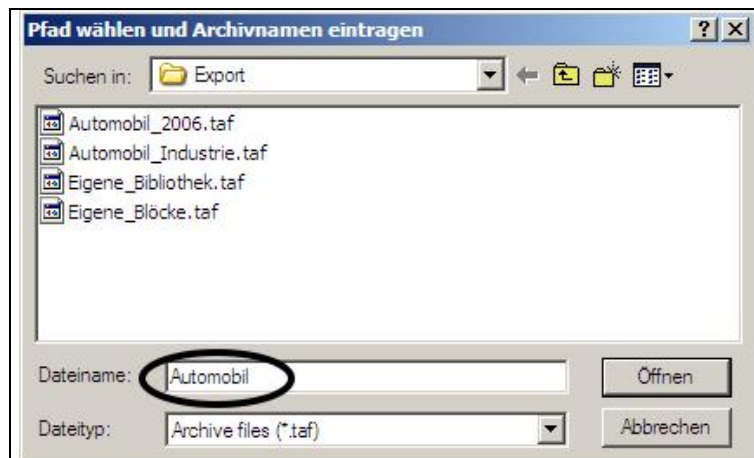 Pfad wählen und Archivnamen eintragen
Suchen in: Export
Automobil_2006.taf
Automobil_Industrie.taf
Eigene_Bibliothek.taf
Eigene_Blöcke.taf
Dateiname: Automobil Öffnen
Dateityp: Archive files (*.taf) Abbrechen